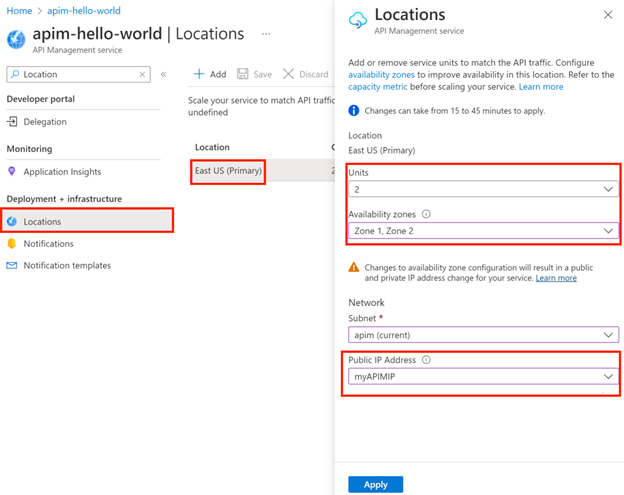 Home > apim-hello-world
apim-hello-world | Locations ...
API Management service
Location
Developer portal
Delegation
Monitoring
Application Insights
Deployment + infrastructure
Locations
Notifications
Notification templates
Add Save Discard
Scale your service to match API traffic
undefined
Location C
East US (Primary) 2
Locations
API Management service
Add or remove service units to match the API traffic. Configure
availability zones to improve availability in this location. Refer to the
capacity metric before scaling your service. Learn more
Changes can take from 15 to 45 minutes to apply.
Location
East US (Primary)
Units
2
Availability zones
Zone 1, Zone 2
Changes to availability zone configuration will result in a public
and private IP address change for your service. Learn more
Network
Subnet *
apim (current)
Public IP Address
myAPIMIP
Apply